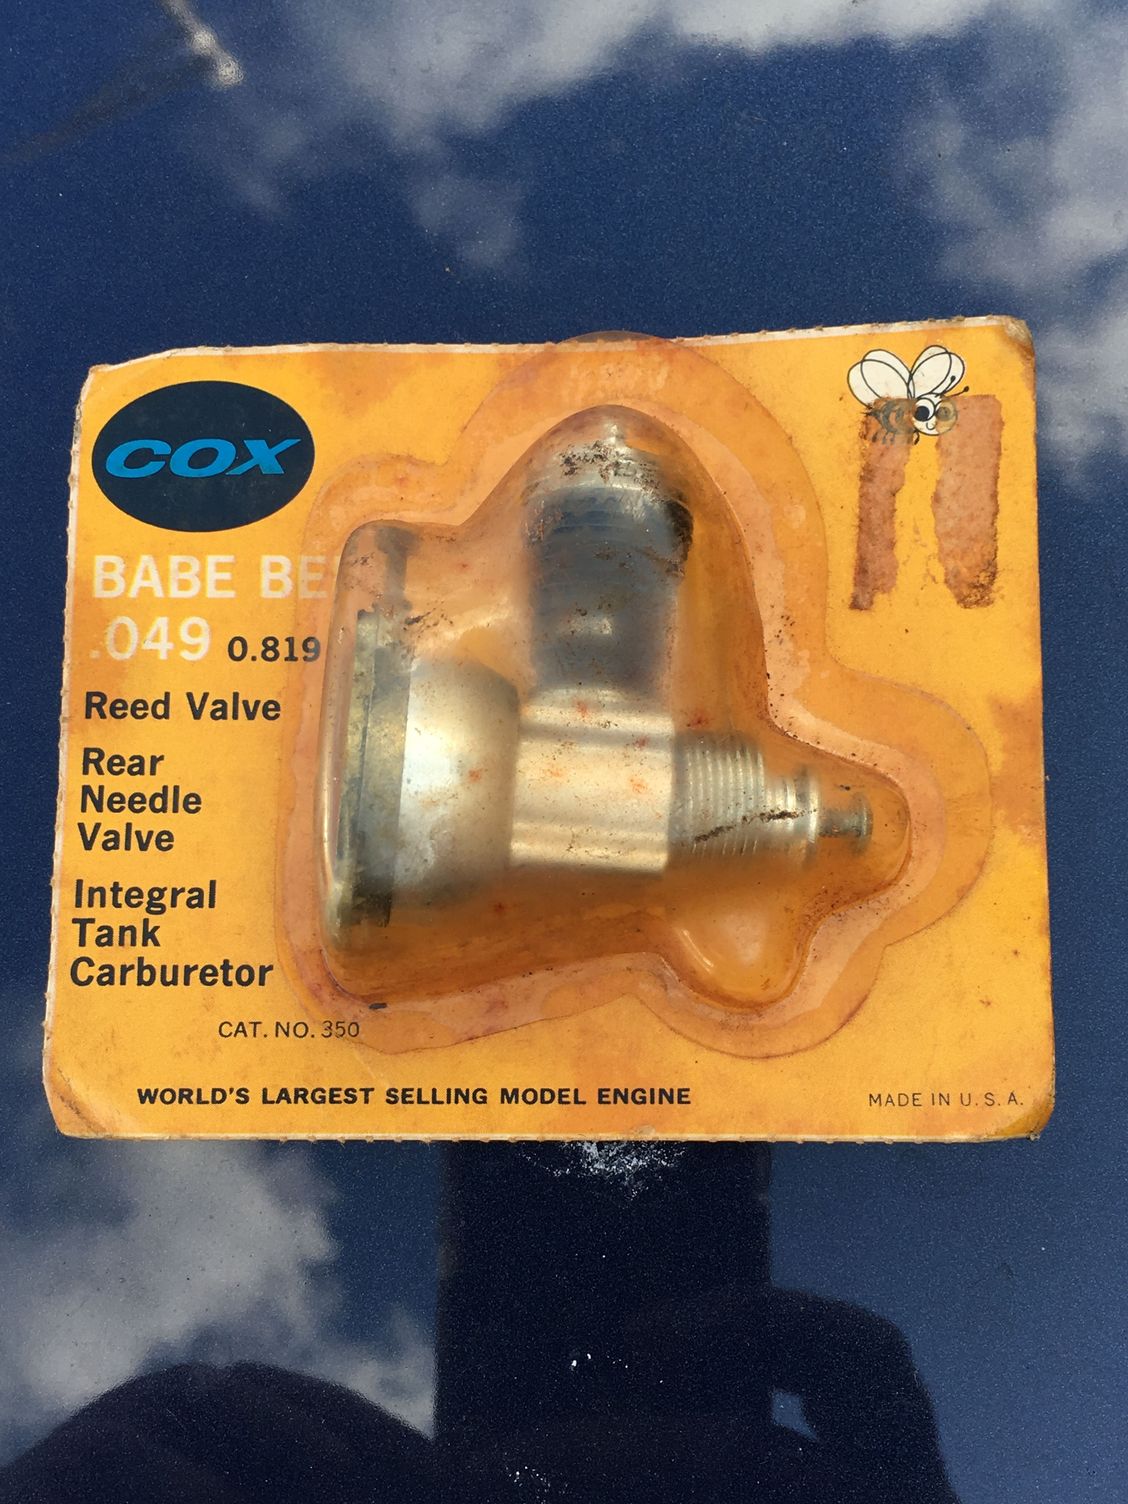 COX
BABE BE
.049 0.819
Reed Valve
Rear
Needle
Valve
Integral
Tank
Carburetor
CAT. NO. 350
WORLD'S LARGEST SELLING MODEL ENGINE
MADE IN U. S. A.